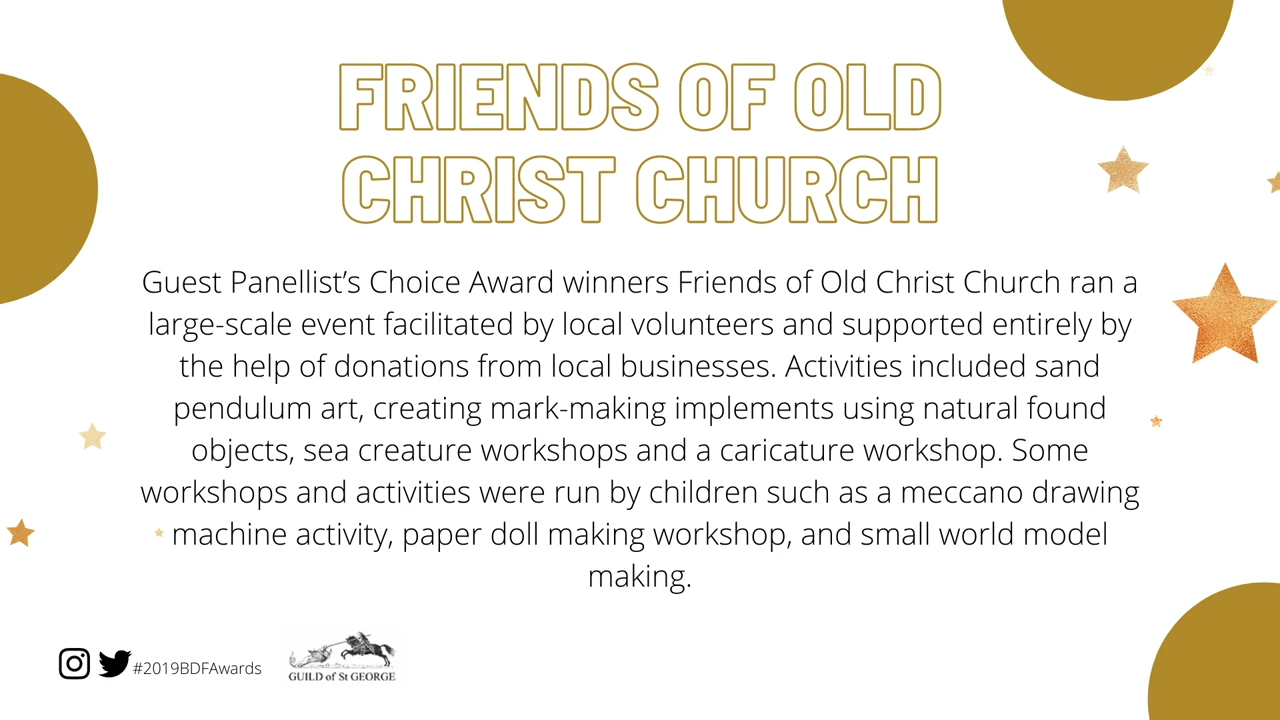 FRIENDS OF OLD
CHRIST CHURCH
Guest Panellist’s Choice Award winners Friends of Old Christ Church ran a
large-scale event facilitated by local volunteers and supported entirely by
the help of donations from local businesses. Activities included sand
pendulum art, creating mark-making implements using natural found
objects, sea creature workshops and a caricature workshop. Some
workshops and activities were run by children such as a meccano drawing
machine activity, paper doll making workshop, and small world model
making.
#2019BDFAwards
GUILD of St GEORGE